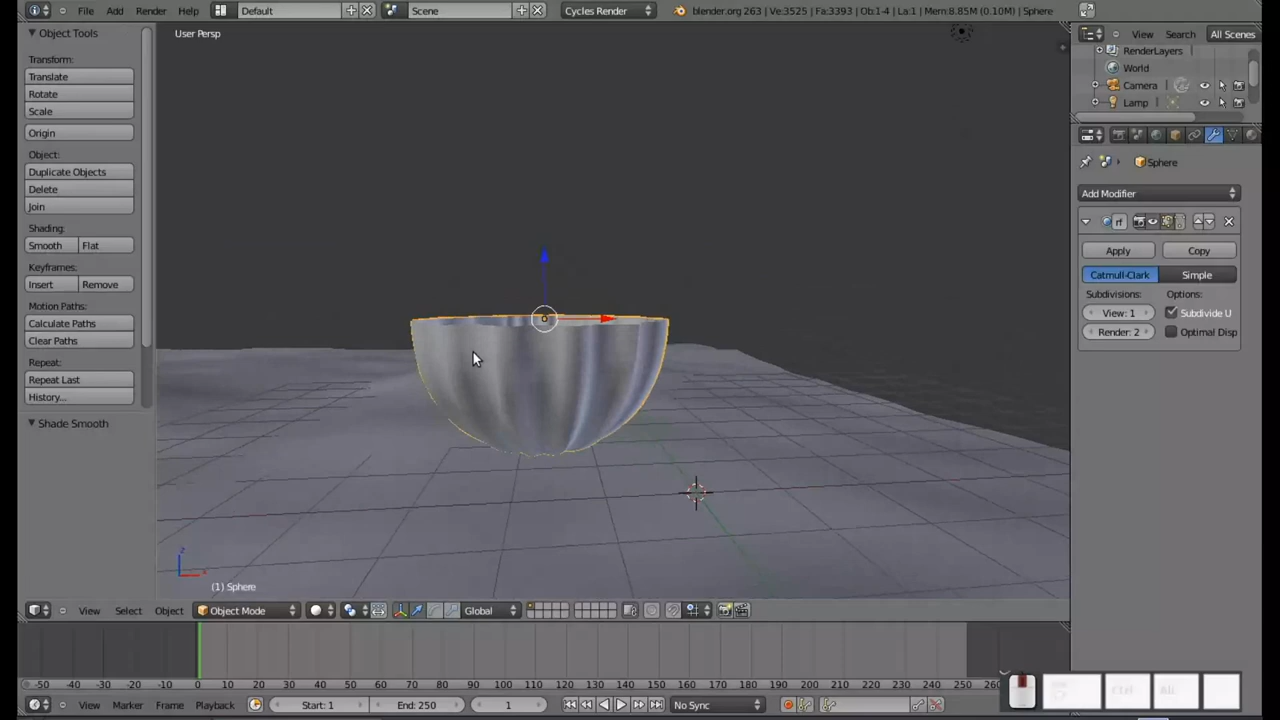 File Add Render Help Default Scene Cycles Render blender.org 263 | Ve:3525 | Fa:3393 | Ob:1-4 | La:1 | Mem:8.85M (0.10M) | Sphere
Object Tools
Transform:
Translate
Rotate
Scale
Origin
Object:
Duplicate Objects
Delete
Join
Shading:
Smooth Flat
Keyframes:
Insert Remove
Motion Paths:
Calculate Paths
Clear Paths
Repeat:
Repeat Last
History...
Shade Smooth
User Persp
(1) Sphere
View Search All Scenes
RenderLayers
World
Camera
Lamp
Sphere
Add Modifier
rf
Apply Copy
Catmull-Clark Simple
Subdivisions: Options:
View: 1 Subdivide U
Render: 2 Optimal Disp
View Select Object Object Mode Global
-50 -40 -30 -20 -10 0 10 20 30 40 50 60 70 80 90 100 110 120 130 140 150 160 170 180 190 200 210 220 230 240 250 26
View Marker Frame Playback Start: 1 End: 250 1 No Sync
Ctrl